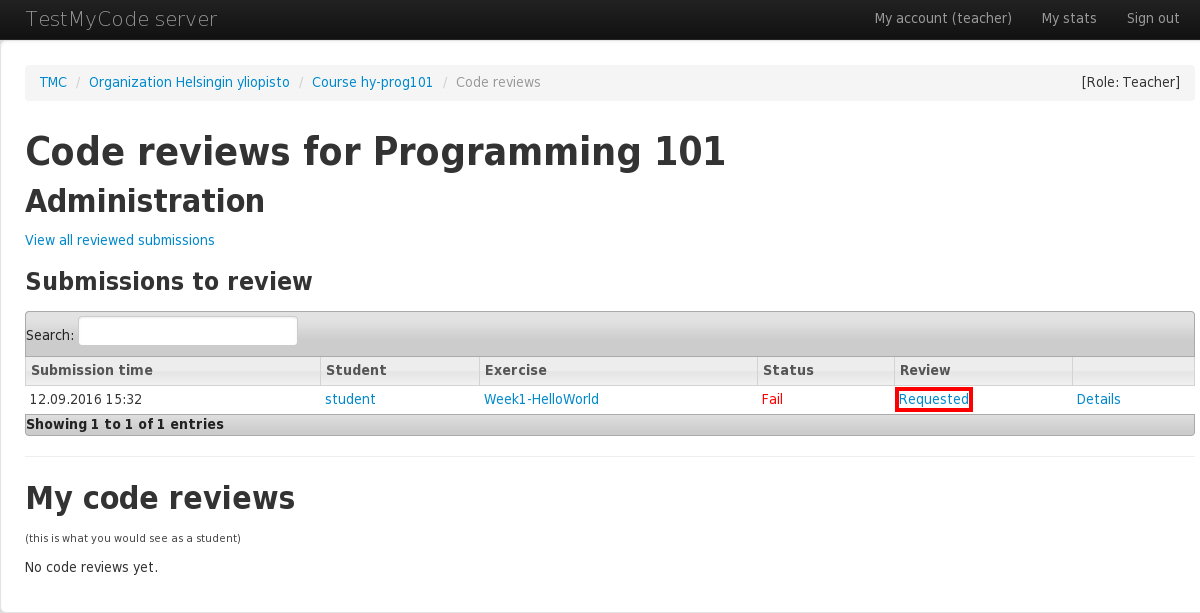 TestMyCode server My account (teacher) My stats Sign out
TMC / Organization Helsingin yliopisto / Course hy-prog101 / Code reviews [Role: Teacher]
Code reviews for Programming 101
Administration
View all reviewed submissions
Submissions to review
Search:
Submission time Student Exercise Status Review
12.09.2016 15:32 student Week1-HelloWorld Fail Requested Details
Showing 1 to 1 of 1 entries
My code reviews
(this is what you would see as a student)
No code reviews yet.